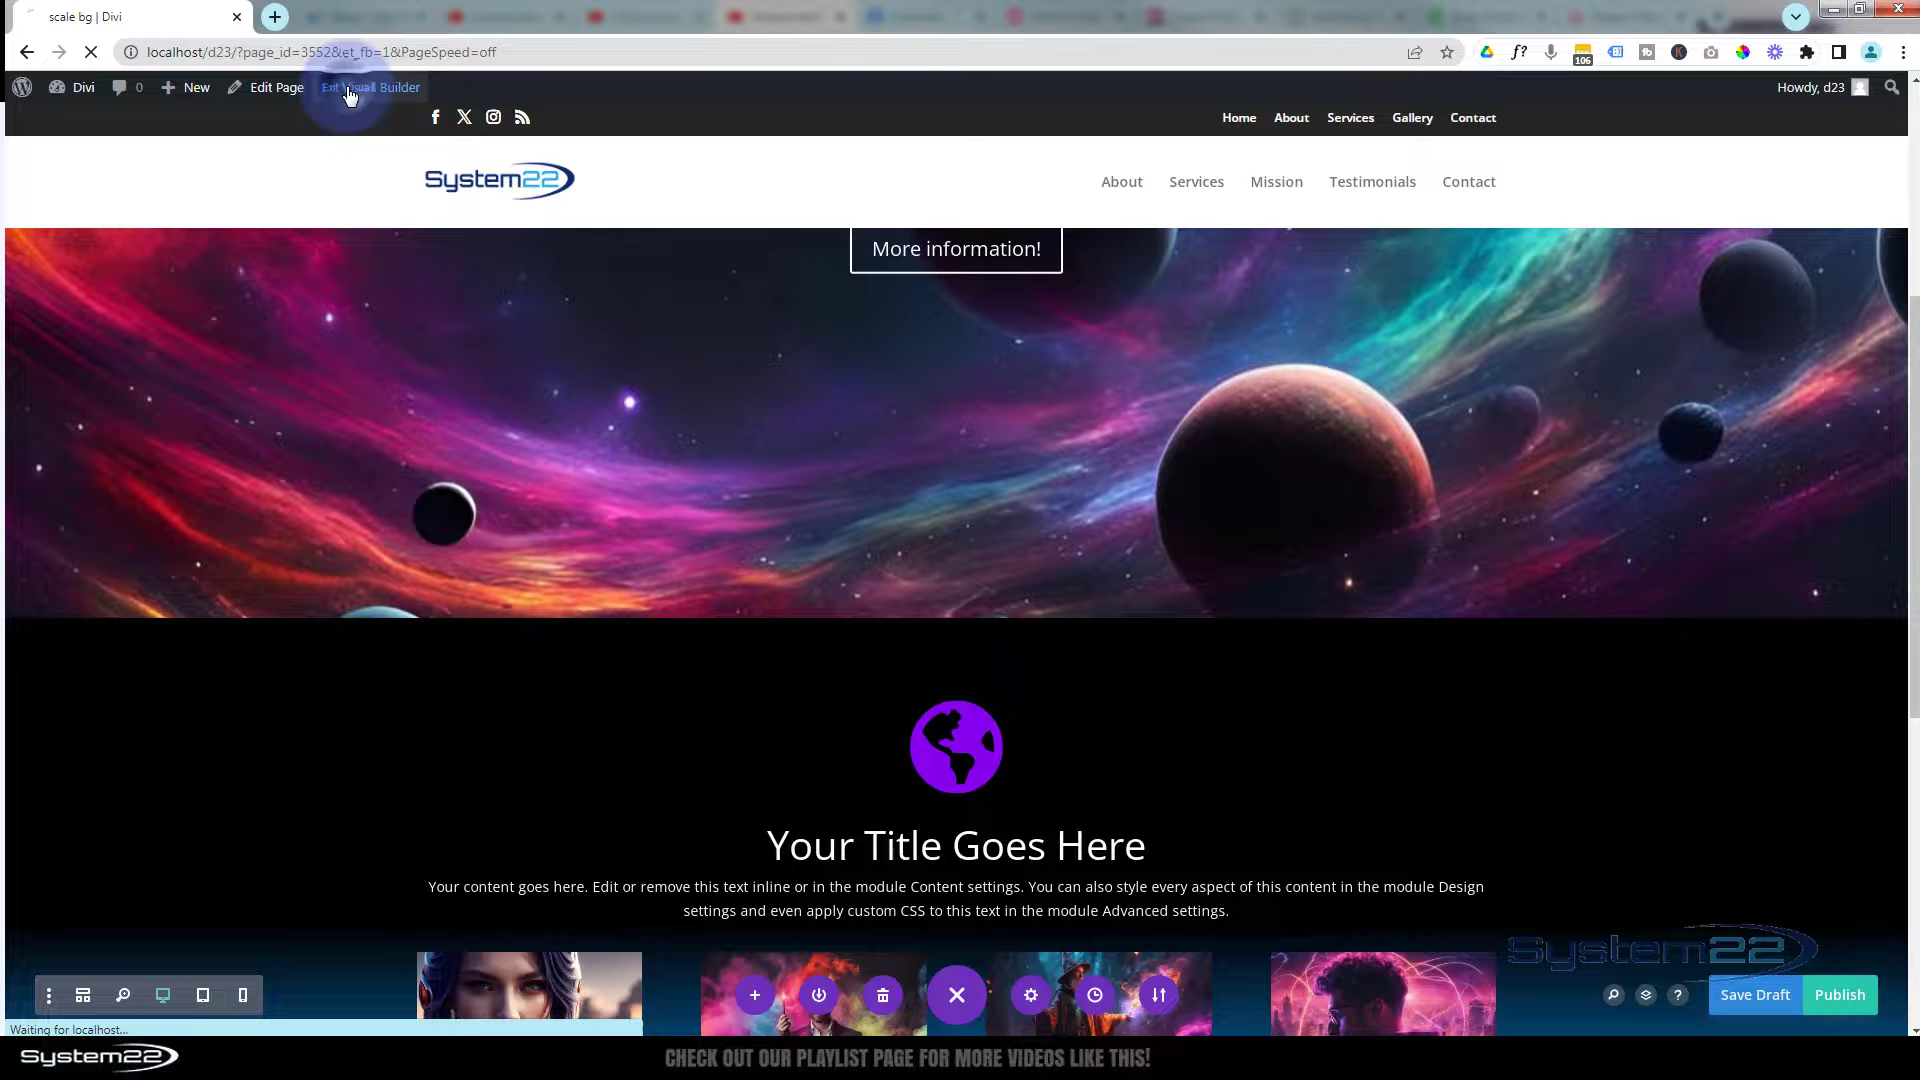 scale bg | Divi
localhost/d23/?page_id=3552&et_fb=1&PageSpeed=off
106
Divi 0 New Edit Page Exit Visual Builder Howdy, d23
Home About Services Gallery Contact
System22
About Services Mission Testimonials Contact
More information!
Your Title Goes Here
Your content goes here. Edit or remove this text inline or in the module Content settings. You can also style every aspect of this content in the module Design
settings and even apply custom CSS to this text in the module Advanced settings.
System22
Save Draft Publish
Waiting for localhost...
System22
CHECK OUT OUR PLAYLIST PAGE FOR MORE VIDEOS LIKE THIS!